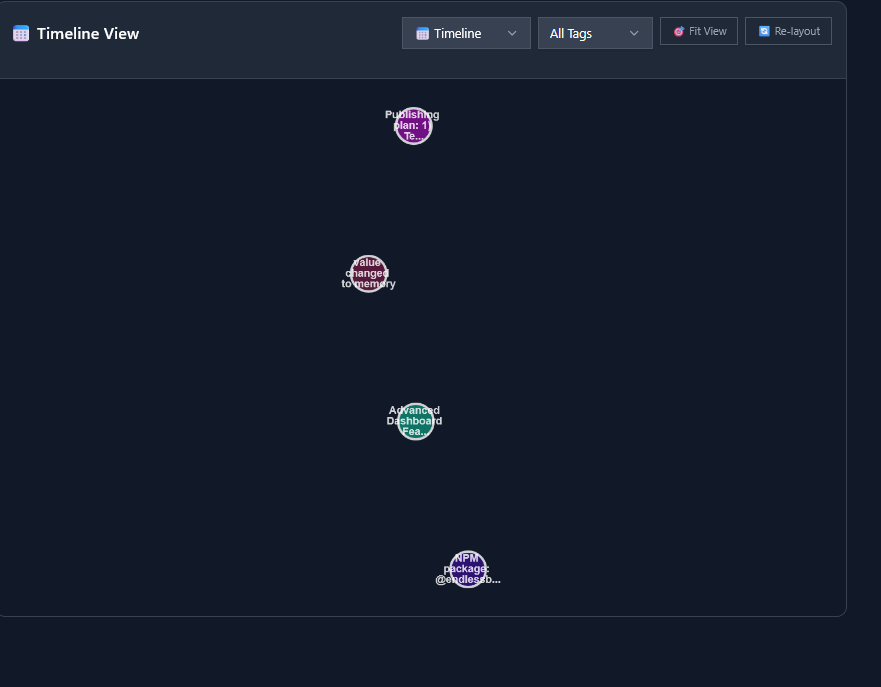 Timeline View
Timeline
All Tags
Fit View
Re-layout
Publishing
plan: 1)
Te...
value
changed
to memory
Advanced
Dashboard
Fea...
NPM
package:
@endlessb...